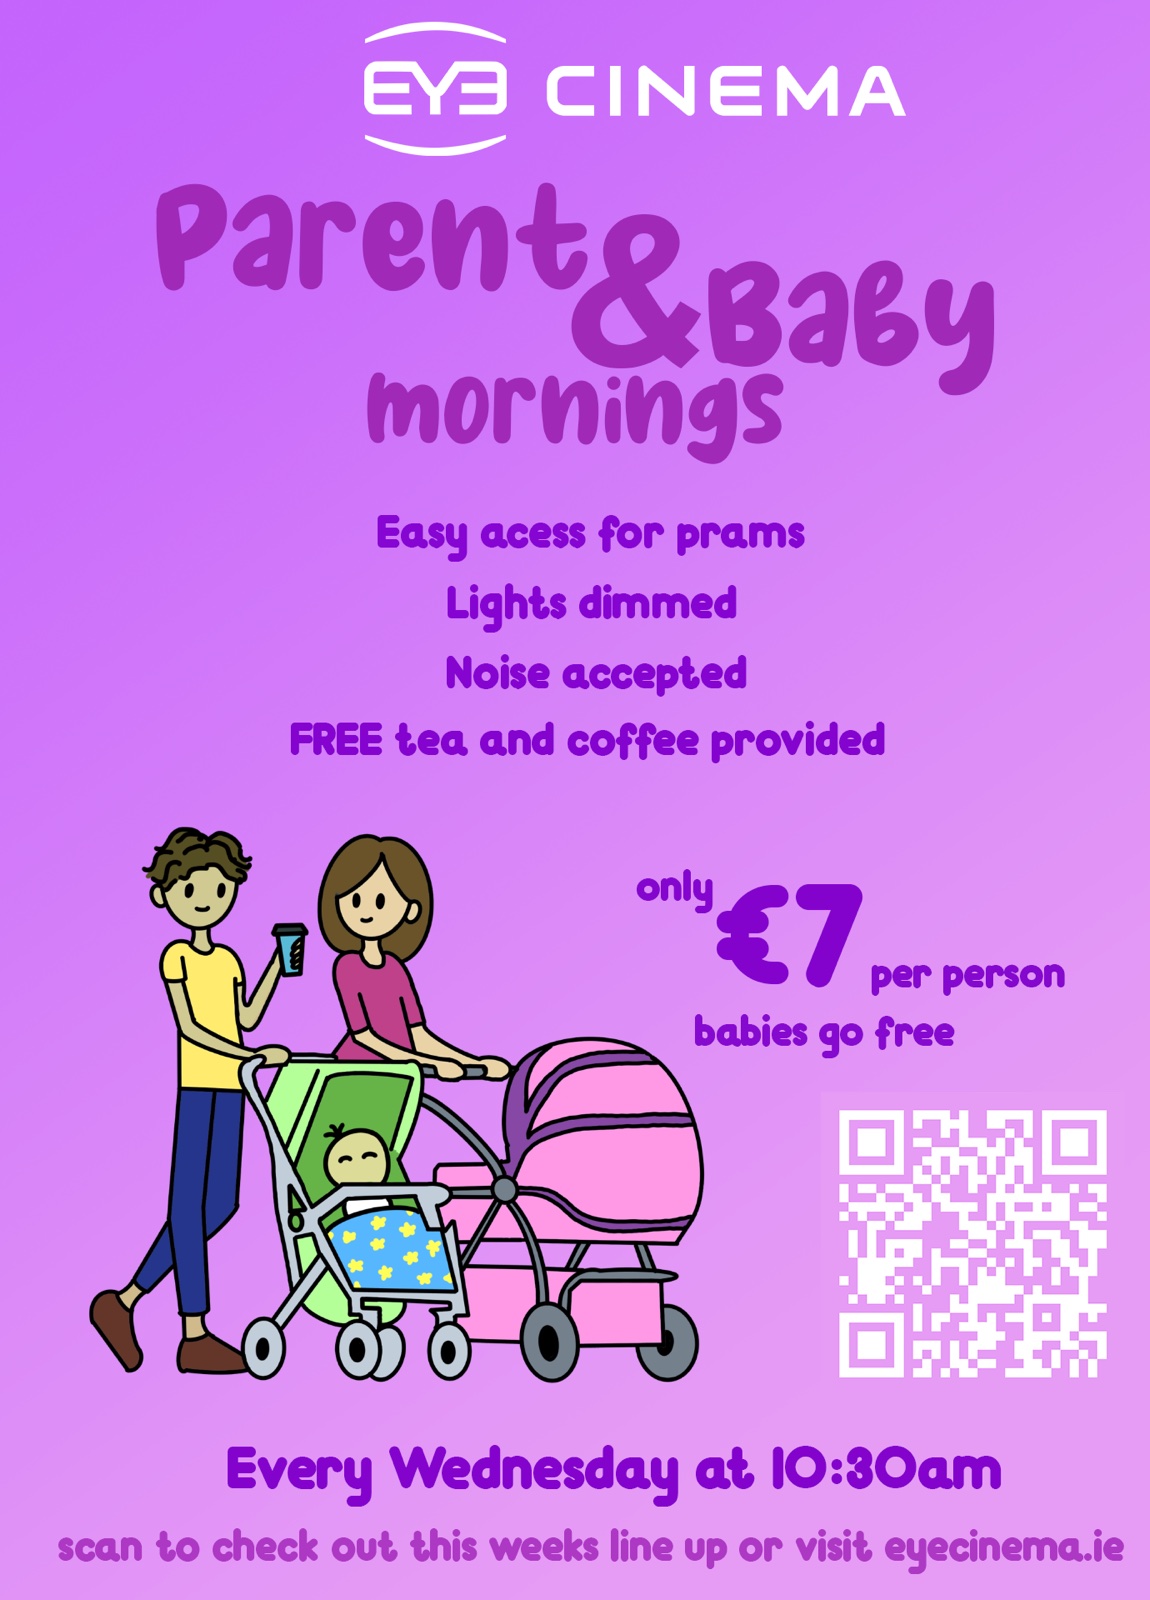 EYE CINEMA
Parent & Baby
mornings
Easy acess for prams
Lights dimmed
Noise accepted
FREE tea and coffee provided
only €7 per person
babies go free
Every Wednesday at 10:30am
scan to check out this weeks line up or visit eyecinema.ie